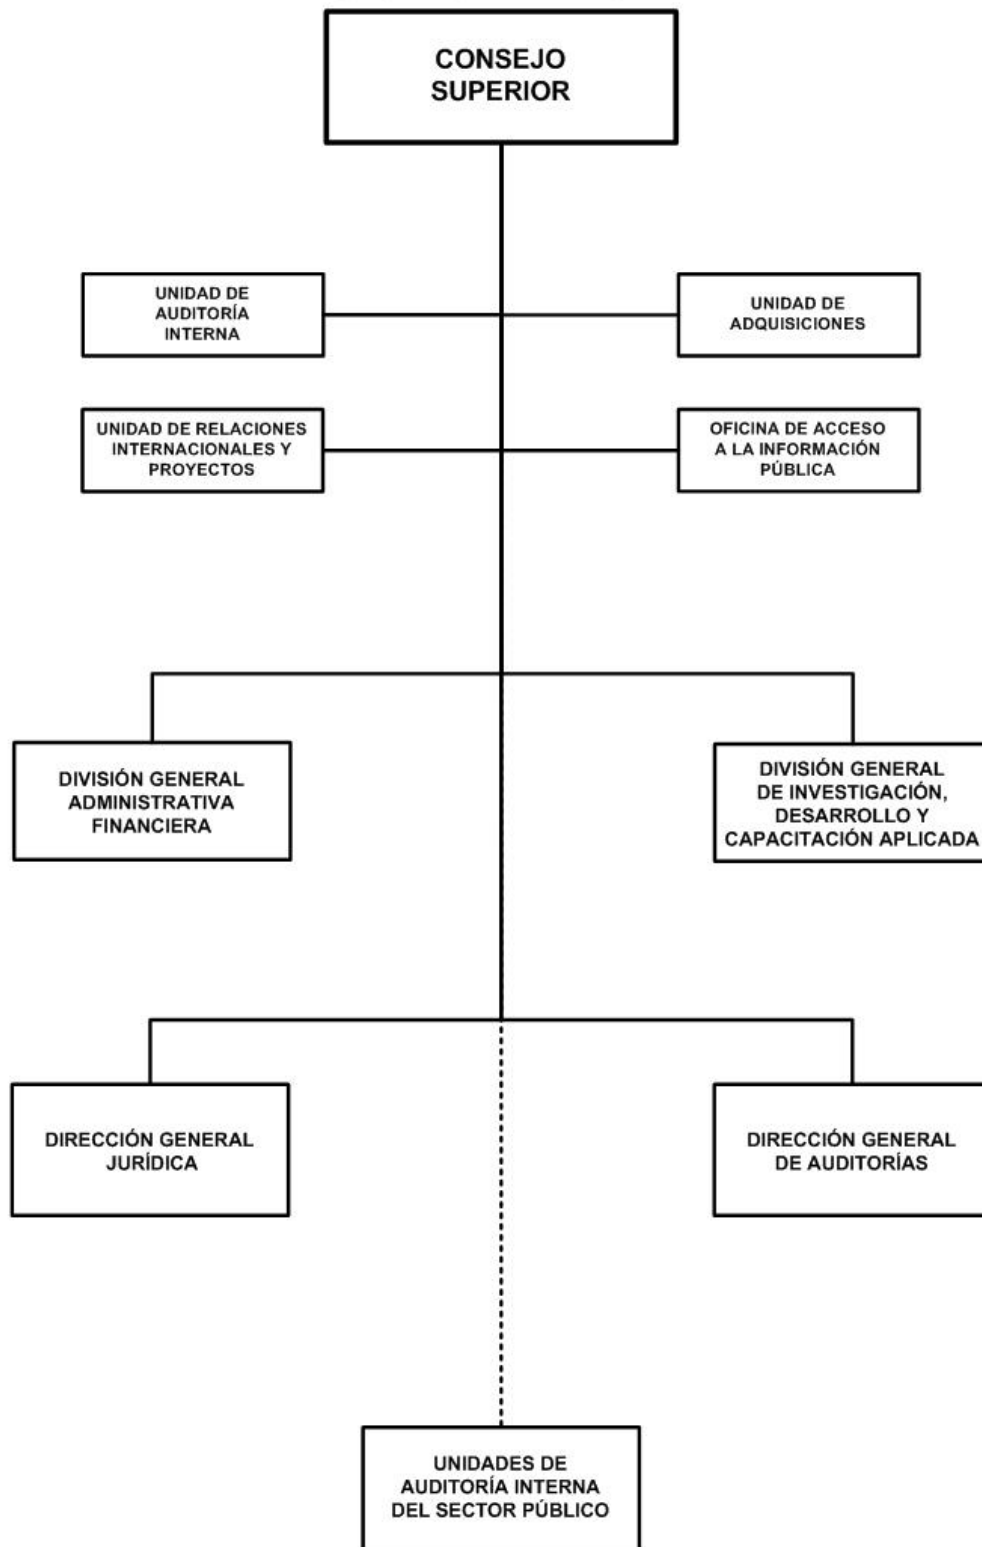 CONSEJO
SUPERIOR
UNIDAD DE
AUDITORÍA
INTERNA
UNIDAD DE
ADQUISICIONES
UNIDAD DE RELACIONES
INTERNACIONALES Y
PROYECTOS
OFICINA DE ACCESO
A LA INFORMACIÓN
PÚBLICA
DIVISIÓN GENERAL
ADMINISTRATIVA
FINANCIERA
DIVISIÓN GENERAL
DE INVESTIGACIÓN,
DESARROLLO Y
CAPACITACIÓN APLICADA
DIRECCIÓN GENERAL
JURÍDICA
DIRECCIÓN GENERAL
DE AUDITORÍAS
UNIDADES DE
AUDITORÍA INTERNA
DEL SECTOR PÚBLICO